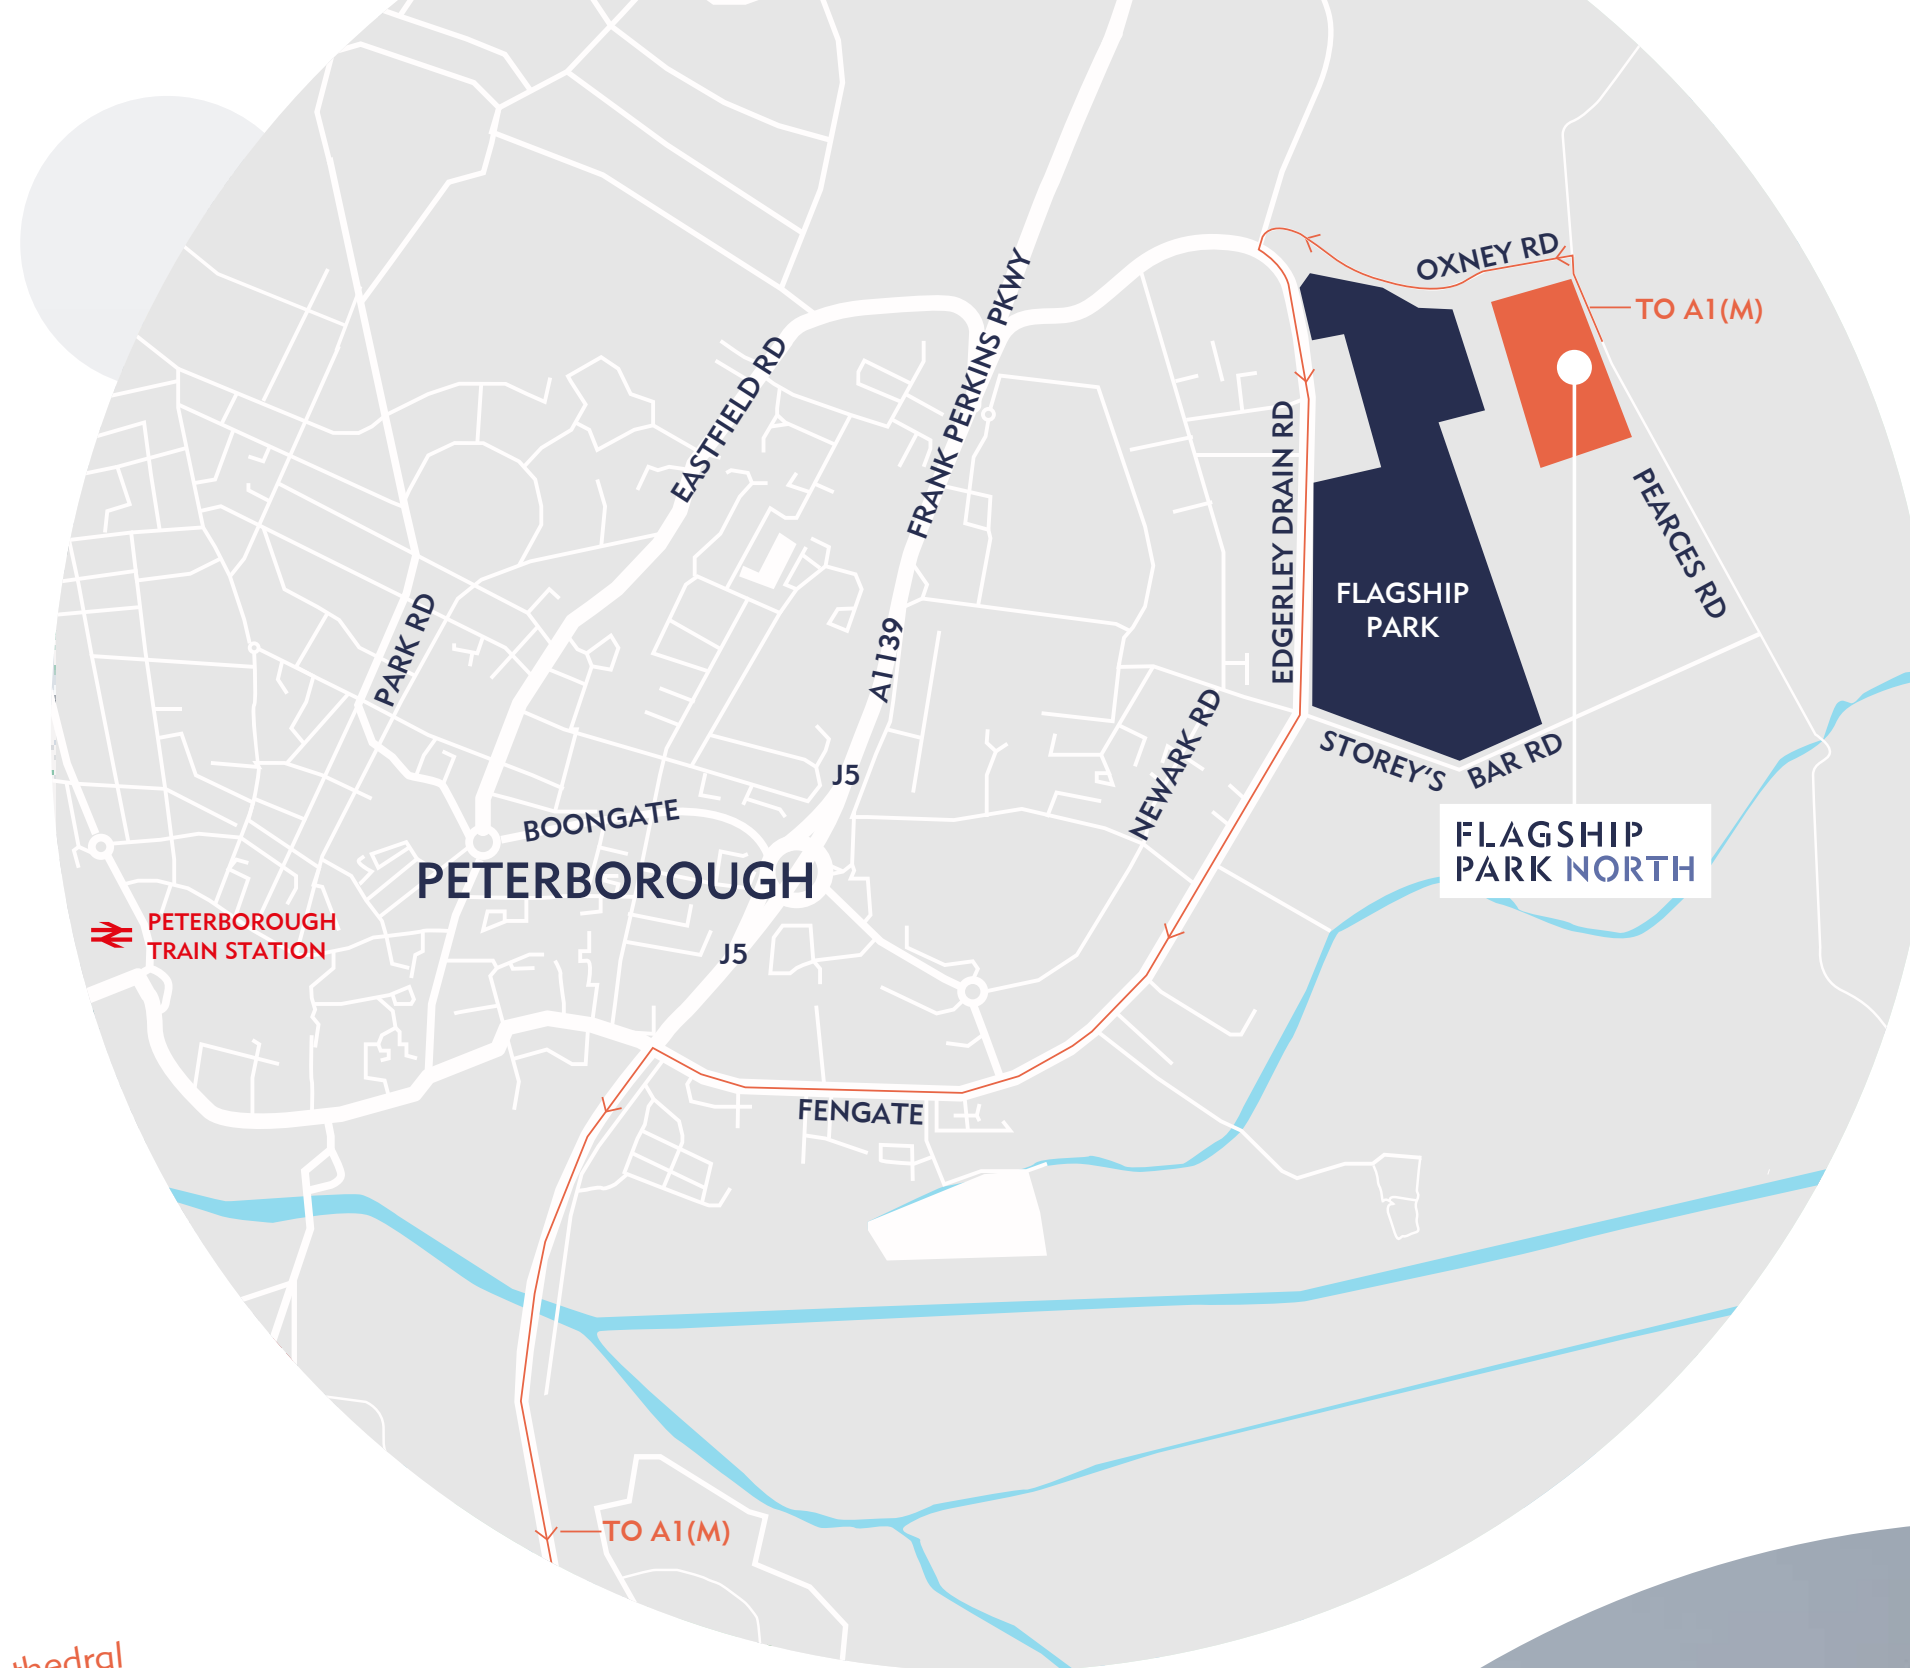 OXNEY RD
TO A1(M)
FRANK PERKINS PKWY
EASTFIELD RD
EDGERLEY DRAIN RD
PEARCES RD
FLAGSHIP
PARK
PARK RD
A1139
NEWARK RD
STOREY'S BAR RD
J5
BOONGATE
FLAGSHIP
PARK NORTH
PETERBOROUGH
PETERBOROUGH
TRAIN STATION
J5
FENGATE
TO A1(M)